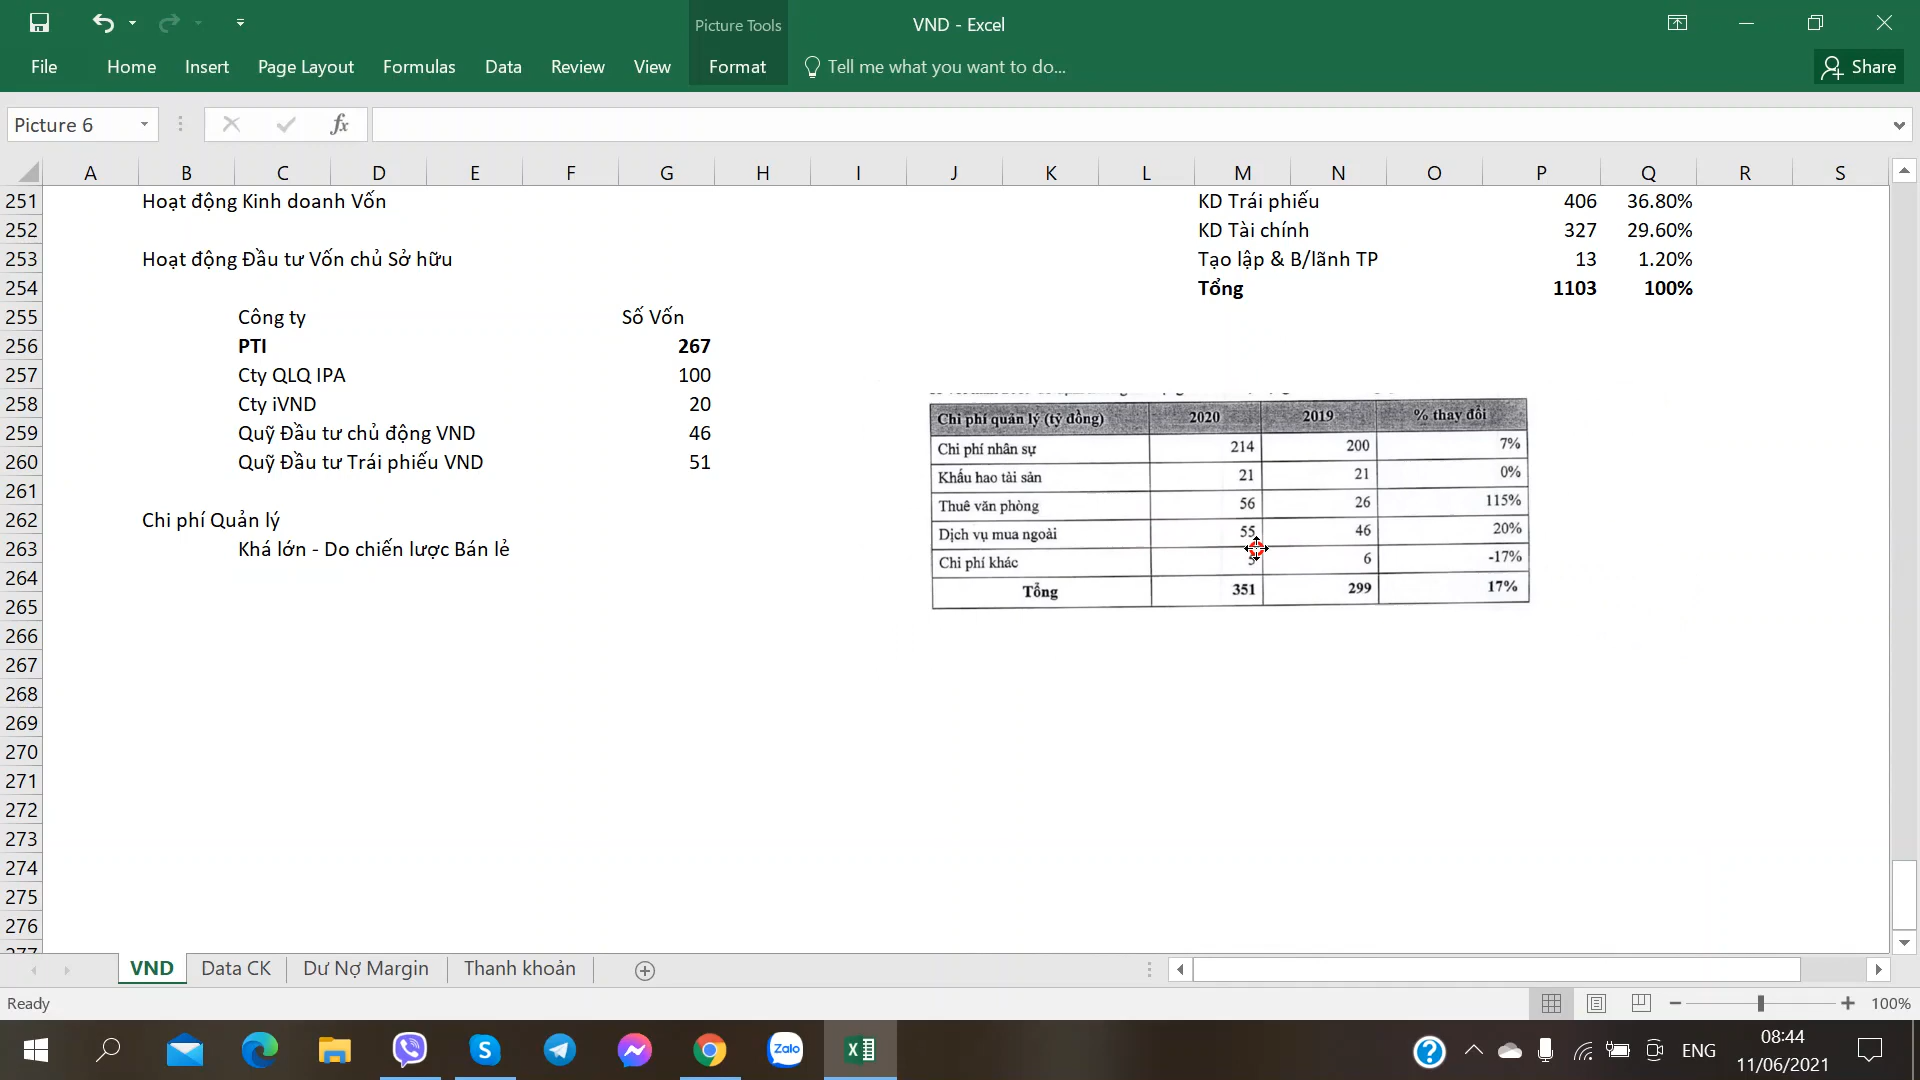 Picture Tools
VND - Excel
File
Home
Insert
Page Layout
Formulas
Data
Review
View
Format
Tell me what you want to do...
Share
Picture 6
fx
A B C D E F G H I J K L M N O P Q R S
251 Hoạt động Kinh doanh Vốn KD Trái phiếu 406 36.80%
252 KD Tài chính 327 29.60%
253 Hoạt động Đầu tư Vốn chủ Sở hữu Tạo lập & B/lãnh TP 13 1.20%
254 Tổng 1103 100%
255 Công ty Số Vốn
256 PTI 267
257 Cty QLQ IPA 100
258 Cty iVND 20
259 Quỹ Đầu tư chủ động VND 46
260 Quỹ Đầu tư Trái phiếu VND 51
261
262 Chi phí Quản lý
263 Khá lớn - Do chiến lược Bán lẻ
264
265
266
267
268
269
270
271
272
273
274
275
276
Chi phí quản lý (tỷ đồng) 2020 2019 % thay đổi
Chi phí nhân sự 214 200 7%
Khấu hao tài sản 21 21 0%
Thuê văn phòng 56 26 115%
Dịch vụ mua ngoài 55 46 20%
Chi phí khác 5 6 -17%
Tổng 351 299 17%
VND
Data CK
Dư Nợ Margin
Thanh khoản
Ready
100%
Zalo
ENG
08:44
11/06/2021